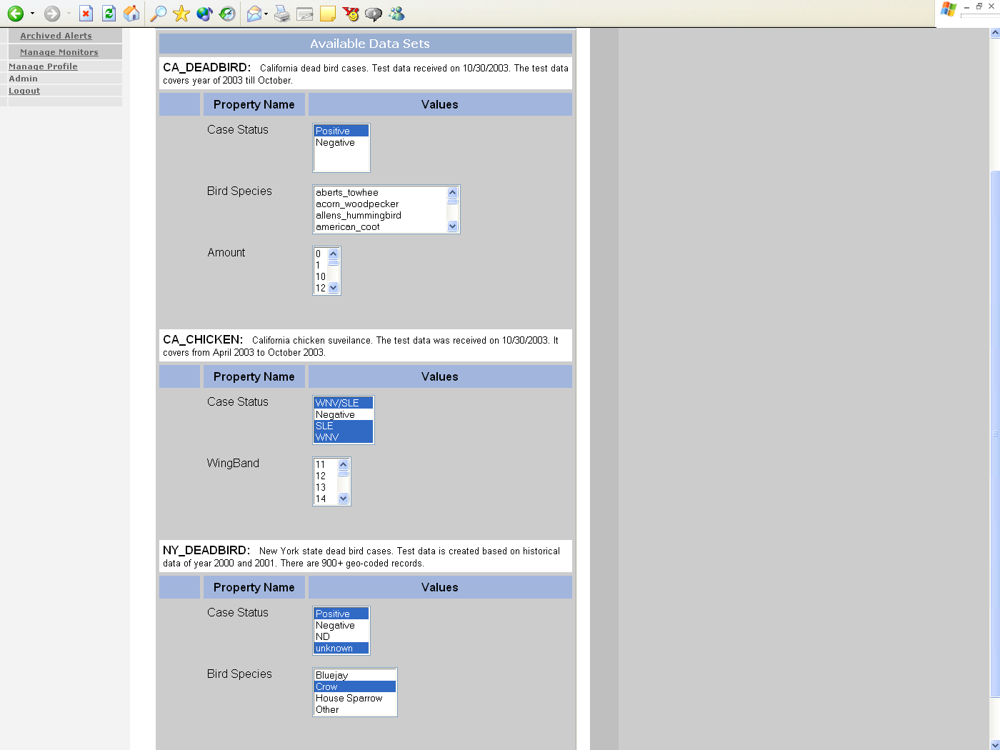 Archived Alerts
Manage Monitors
Manage Profile
Admin
Logout
Available Data Sets
CA_DEADBIRD: California dead bird cases. Test data received on 10/30/2003. The test data
covers year of 2003 till October.
Property Name Values
Case Status
Positive
Negative
Bird Species
aberts_towhee
acorn_woodpecker
allens_hummingbird
american_coot
Amount
0
1
10
12
CA_CHICKEN: California chicken suveilance. The test data was received on 10/30/2003. It
covers from April 2003 to October 2003.
Property Name Values
Case Status
WNV/SLE
Negative
SLE
WNV
WingBand
11
12
13
14
NY_DEADBIRD: New York state dead bird cases. Test data is created based on historical
data of year 2000 and 2001. There are 900+ geo-coded records.
Property Name Values
Case Status
Positive
Negative
ND
unknown
Bird Species
Bluejay
Crow
House Sparrow
Other